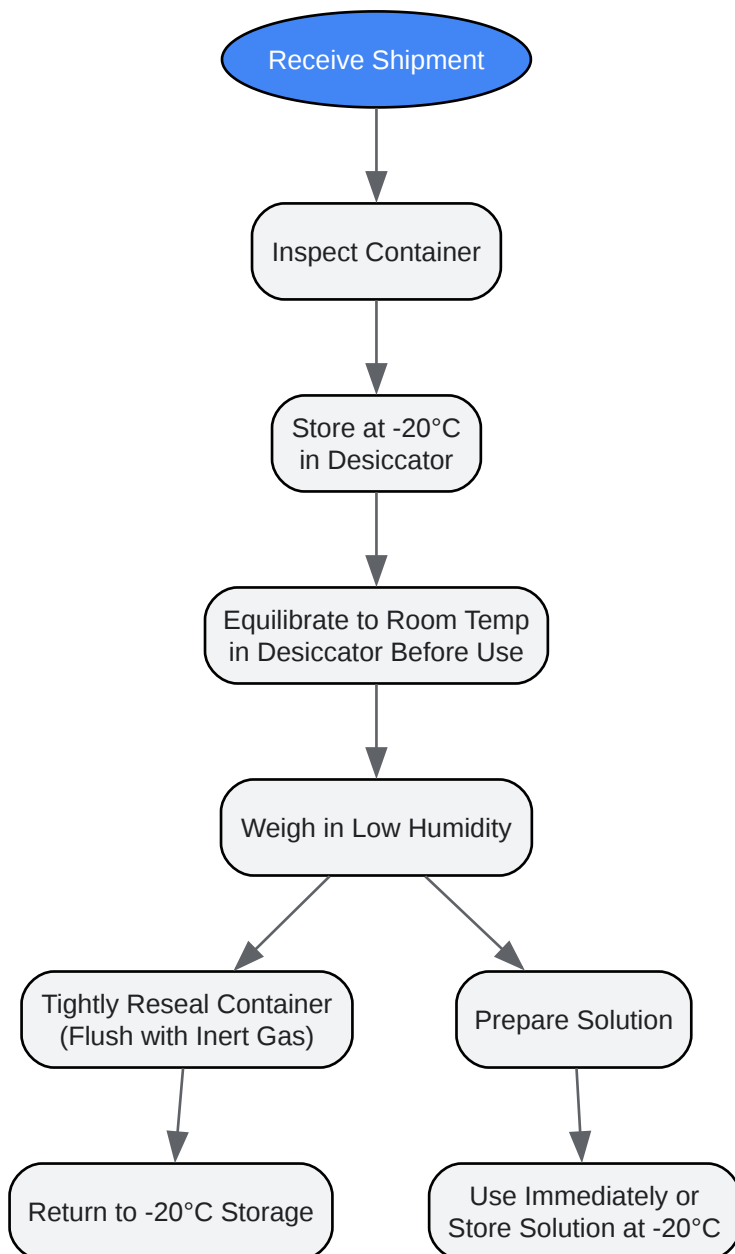 Receive Shipment
Inspect Container
Store at -20°C
in Desiccator
Equilibrate to Room Temp
in Desiccator Before Use
Weigh in Low Humidity
Tightly Reseal Container
(Flush with Inert Gas)
Prepare Solution
Return to -20°C Storage
Use Immediately or
Store Solution at -20°C